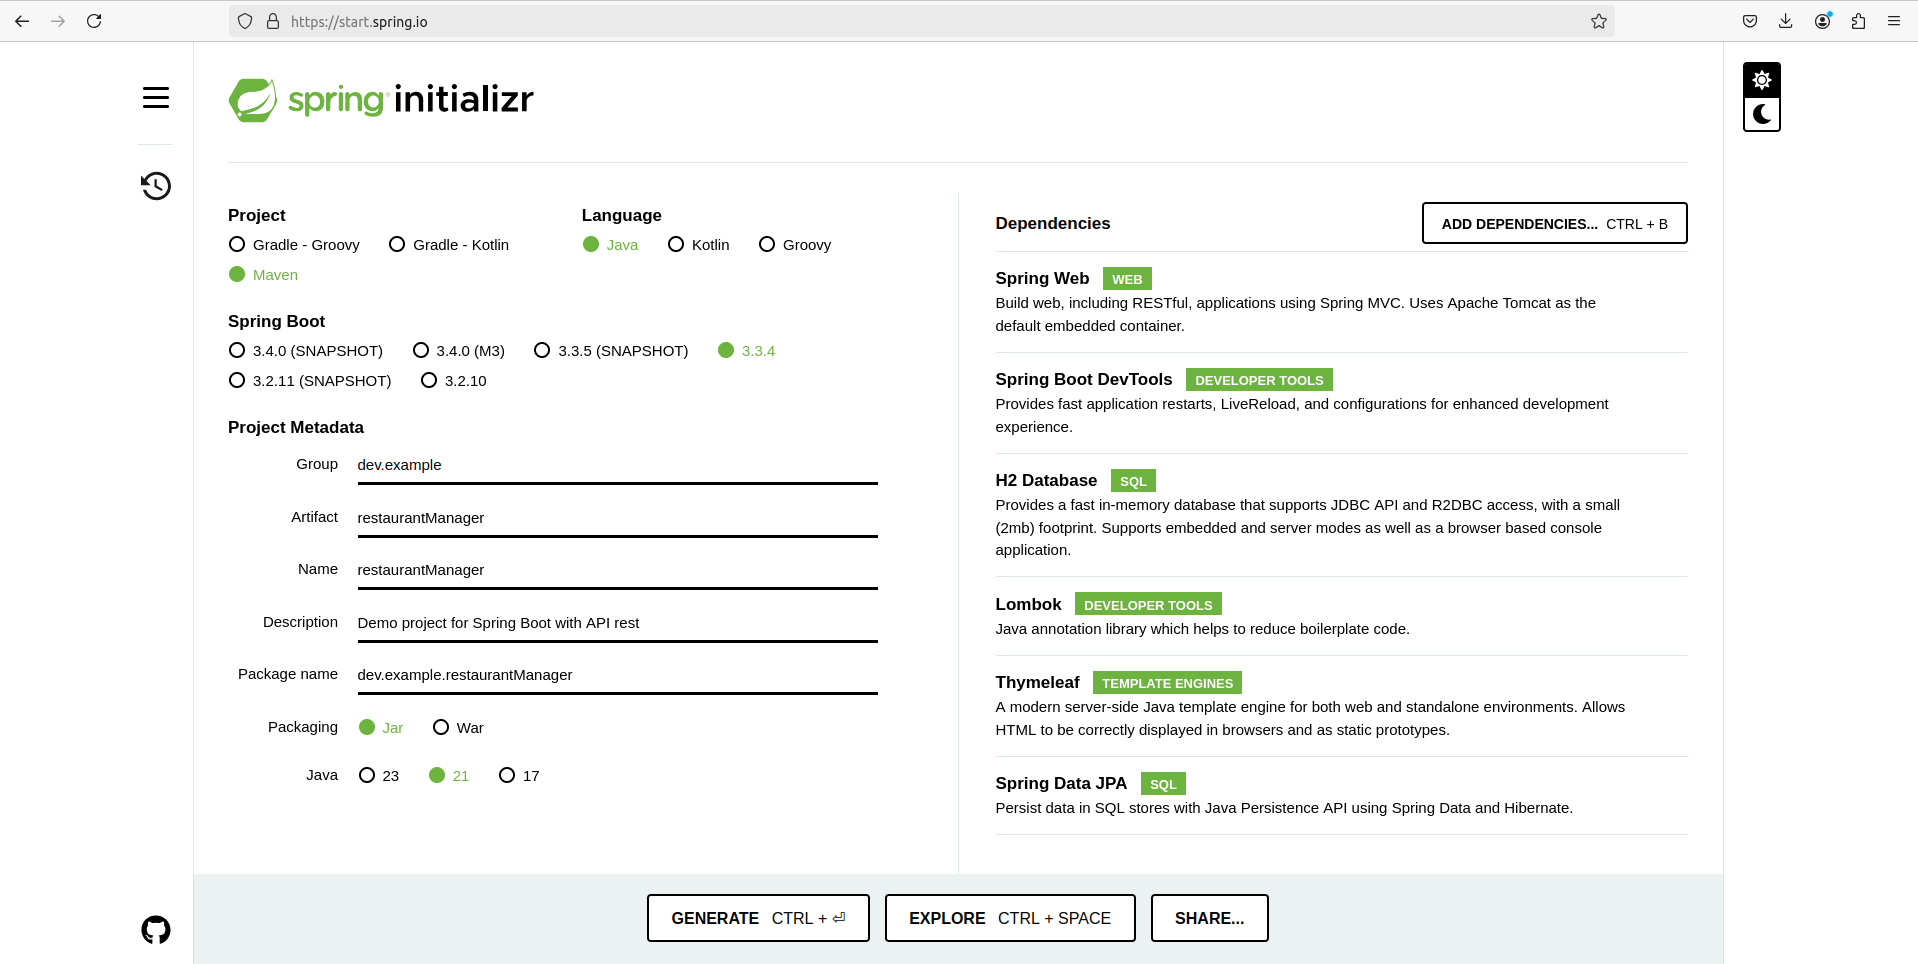 https://start.spring.io
spring initializr
Project
Gradle - Groovy Gradle - Kotlin
Maven
Language
Java Kotlin Groovy
Spring Boot
3.4.0 (SNAPSHOT) 3.4.0 (M3) 3.3.5 (SNAPSHOT) 3.3.4
3.2.11 (SNAPSHOT) 3.2.10
Project Metadata
Group dev.example
Artifact restaurantManager
Name restaurantManager
Description Demo project for Spring Boot with API rest
Package name dev.example.restaurantManager
Packaging Jar War
Java 23 21 17
Dependencies ADD DEPENDENCIES... CTRL + B
Spring Web WEB
Build web, including RESTful, applications using Spring MVC. Uses Apache Tomcat as the
default embedded container.
Spring Boot DevTools DEVELOPER TOOLS
Provides fast application restarts, LiveReload, and configurations for enhanced development
experience.
H2 Database SQL
Provides a fast in-memory database that supports JDBC API and R2DBC access, with a small
(2mb) footprint. Supports embedded and server modes as well as a browser based console
application.
Lombok DEVELOPER TOOLS
Java annotation library which helps to reduce boilerplate code.
Thymeleaf TEMPLATE ENGINES
A modern server-side Java template engine for both web and standalone environments. Allows
HTML to be correctly displayed in browsers and as static prototypes.
Spring Data JPA SQL
Persist data in SQL stores with Java Persistence API using Spring Data and Hibernate.
GENERATE CTRL + ⏎ EXPLORE CTRL + SPACE SHARE...